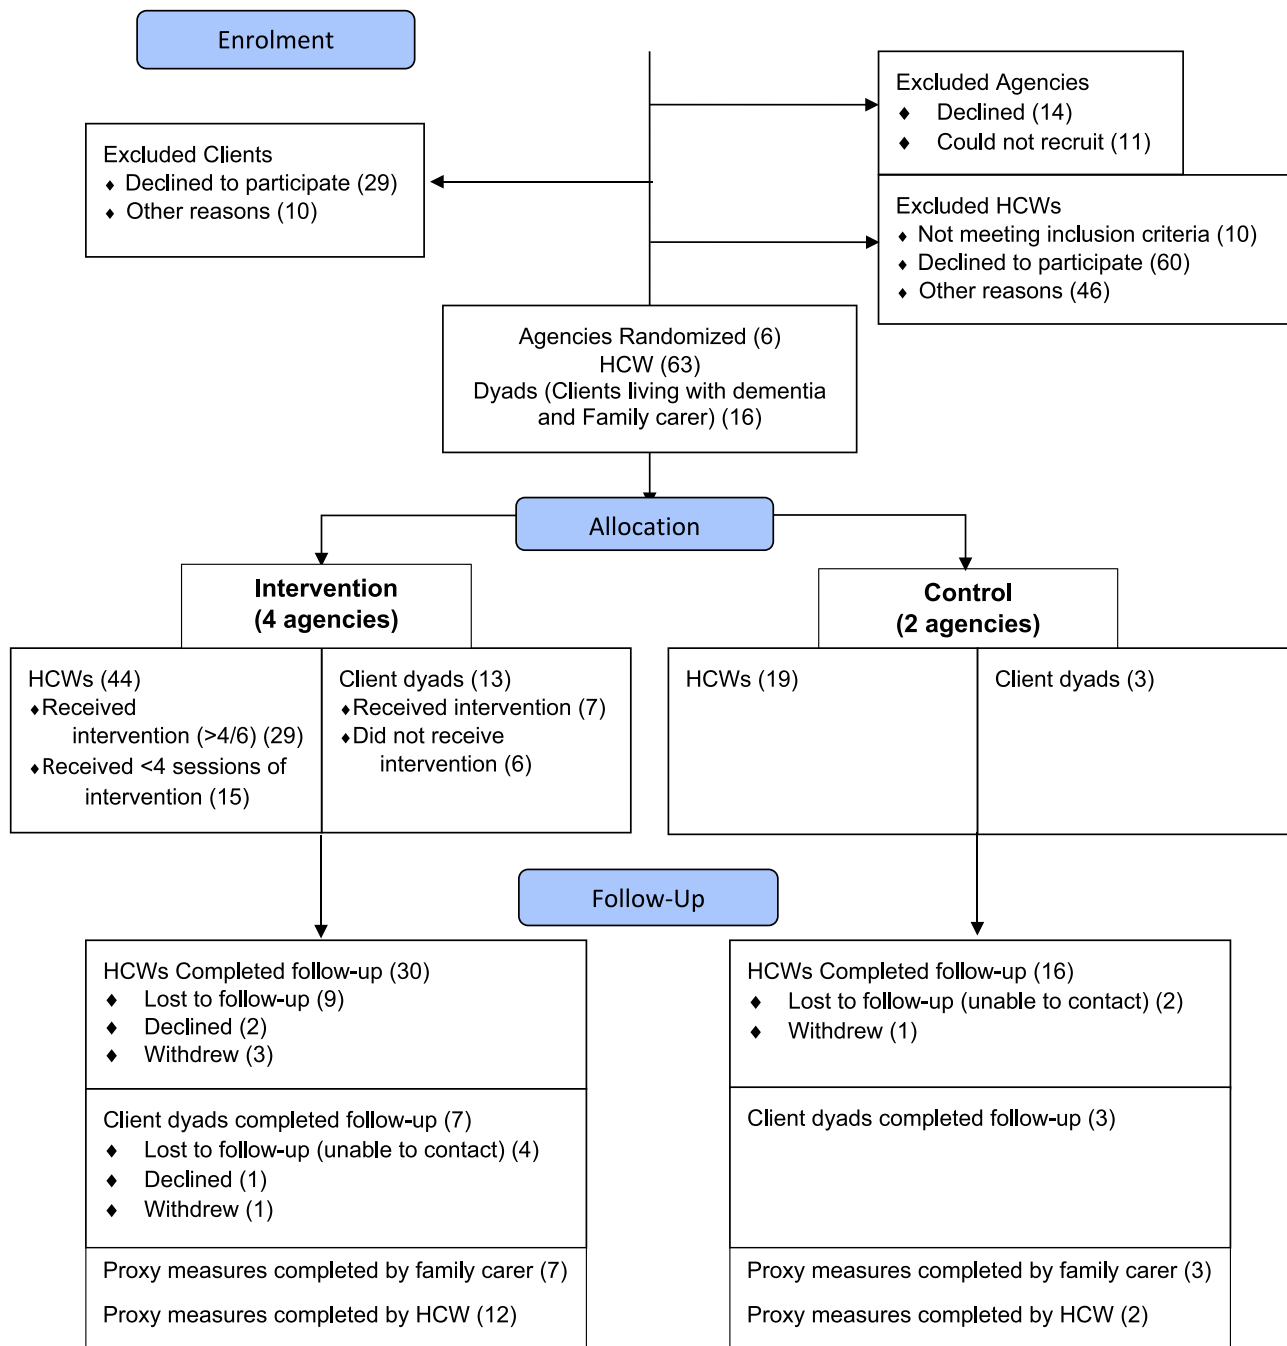 Enrolment
Excluded Agencies
♦ Declined (14)
♦ Could not recruit (11)
Excluded Clients
♦ Declined to participate (29)
♦ Other reasons (10)
Excluded HCWs
♦ Not meeting inclusion criteria (10)
♦ Declined to participate (60)
♦ Other reasons (46)
Agencies Randomized (6)
HCW (63)
Dyads (Clients living with dementia
and Family carer) (16)
Allocation
Intervention
(4 agencies)
HCWs (44)
♦Received
intervention (>4/6) (29)
♦Received <4 sessions of
intervention (15)
Client dyads (13)
♦Received intervention (7)
♦Did not receive
intervention (6)
Control
(2 agencies)
HCWs (19)
Client dyads (3)
Follow-Up
HCWs Completed follow-up (30)
♦ Lost to follow-up (9)
♦ Declined (2)
♦ Withdrew (3)
Client dyads completed follow-up (7)
♦ Lost to follow-up (unable to contact) (4)
♦ Declined (1)
♦ Withdrew (1)
Proxy measures completed by family carer (7)
Proxy measures completed by HCW (12)
HCWs Completed follow-up (16)
♦ Lost to follow-up (unable to contact) (2)
♦ Withdrew (1)
Client dyads completed follow-up (3)
Proxy measures completed by family carer (3)
Proxy measures completed by HCW (2)